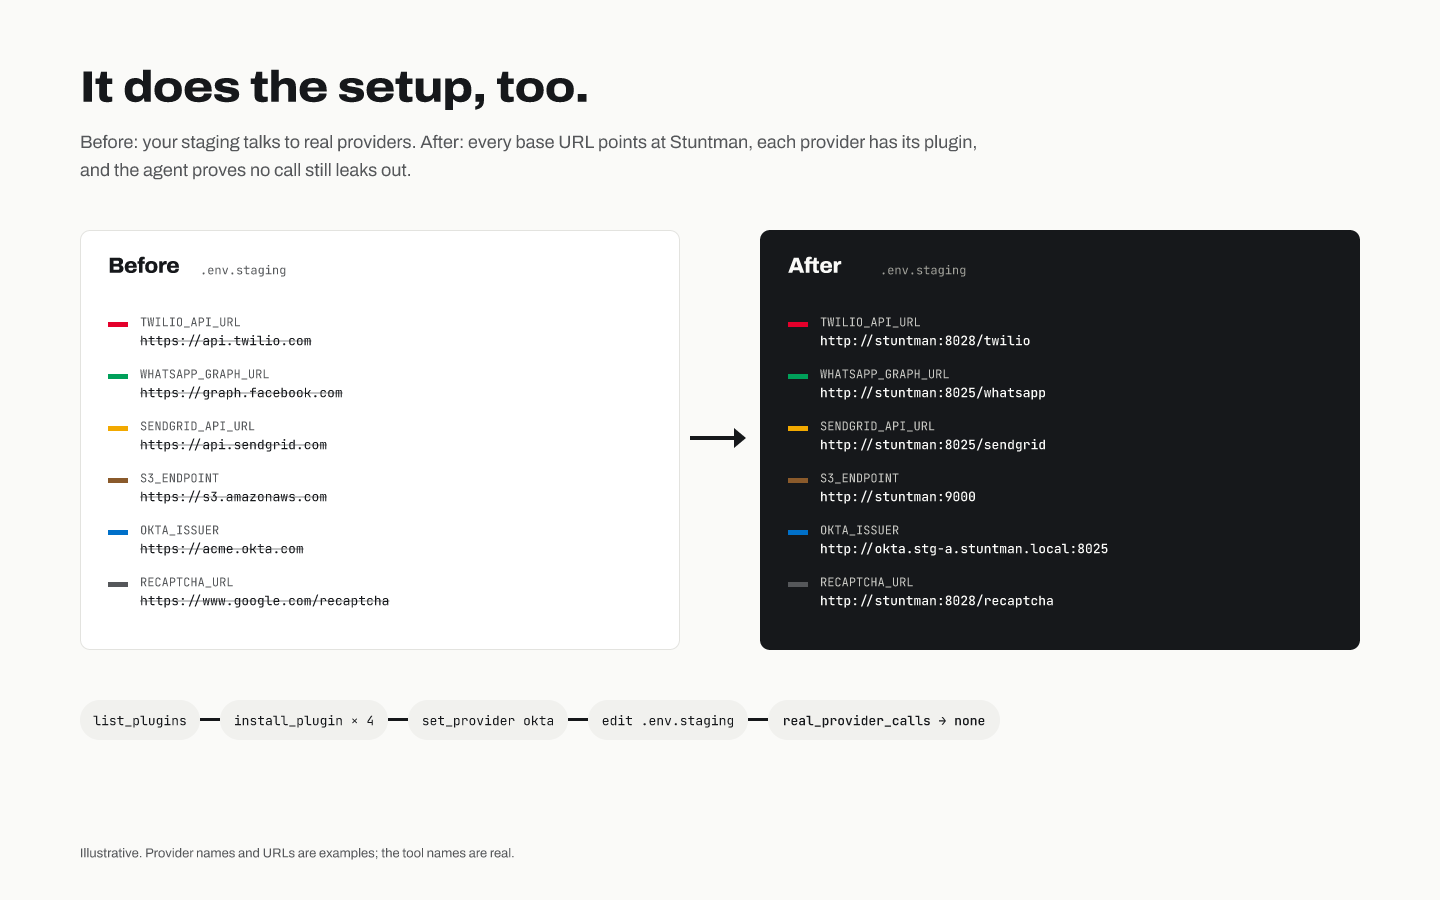 It does the setup, too.
Before: your staging talks to real providers. After: every base URL points at Stuntman, each provider has its plugin,
and the agent proves no call still leaks out.
Before .env.staging
TWILIO_API_URL
https://api.twilio.com
WHATSAPP_GRAPH_URL
https://graph.facebook.com
SENDGRID_API_URL
https://api.sendgrid.com
S3_ENDPOINT
https://s3.amazonaws.com
OKTA_ISSUER
https://acme.okta.com
RECAPTCHA_URL
https://www.google.com/recaptcha
After .env.staging
TWILIO_API_URL
http://stuntman:8028/twilio
WHATSAPP_GRAPH_URL
http://stuntman:8025/whatsapp
SENDGRID_API_URL
http://stuntman:8025/sendgrid
S3_ENDPOINT
http://stuntman:9000
OKTA_ISSUER
http://okta.stg-a.stuntman.local:8025
RECAPTCHA_URL
http://stuntman:8028/recaptcha
list_plugins install_plugin × 4 set_provider okta edit .env.staging real_provider_calls → none
Illustrative. Provider names and URLs are examples; the tool names are real.